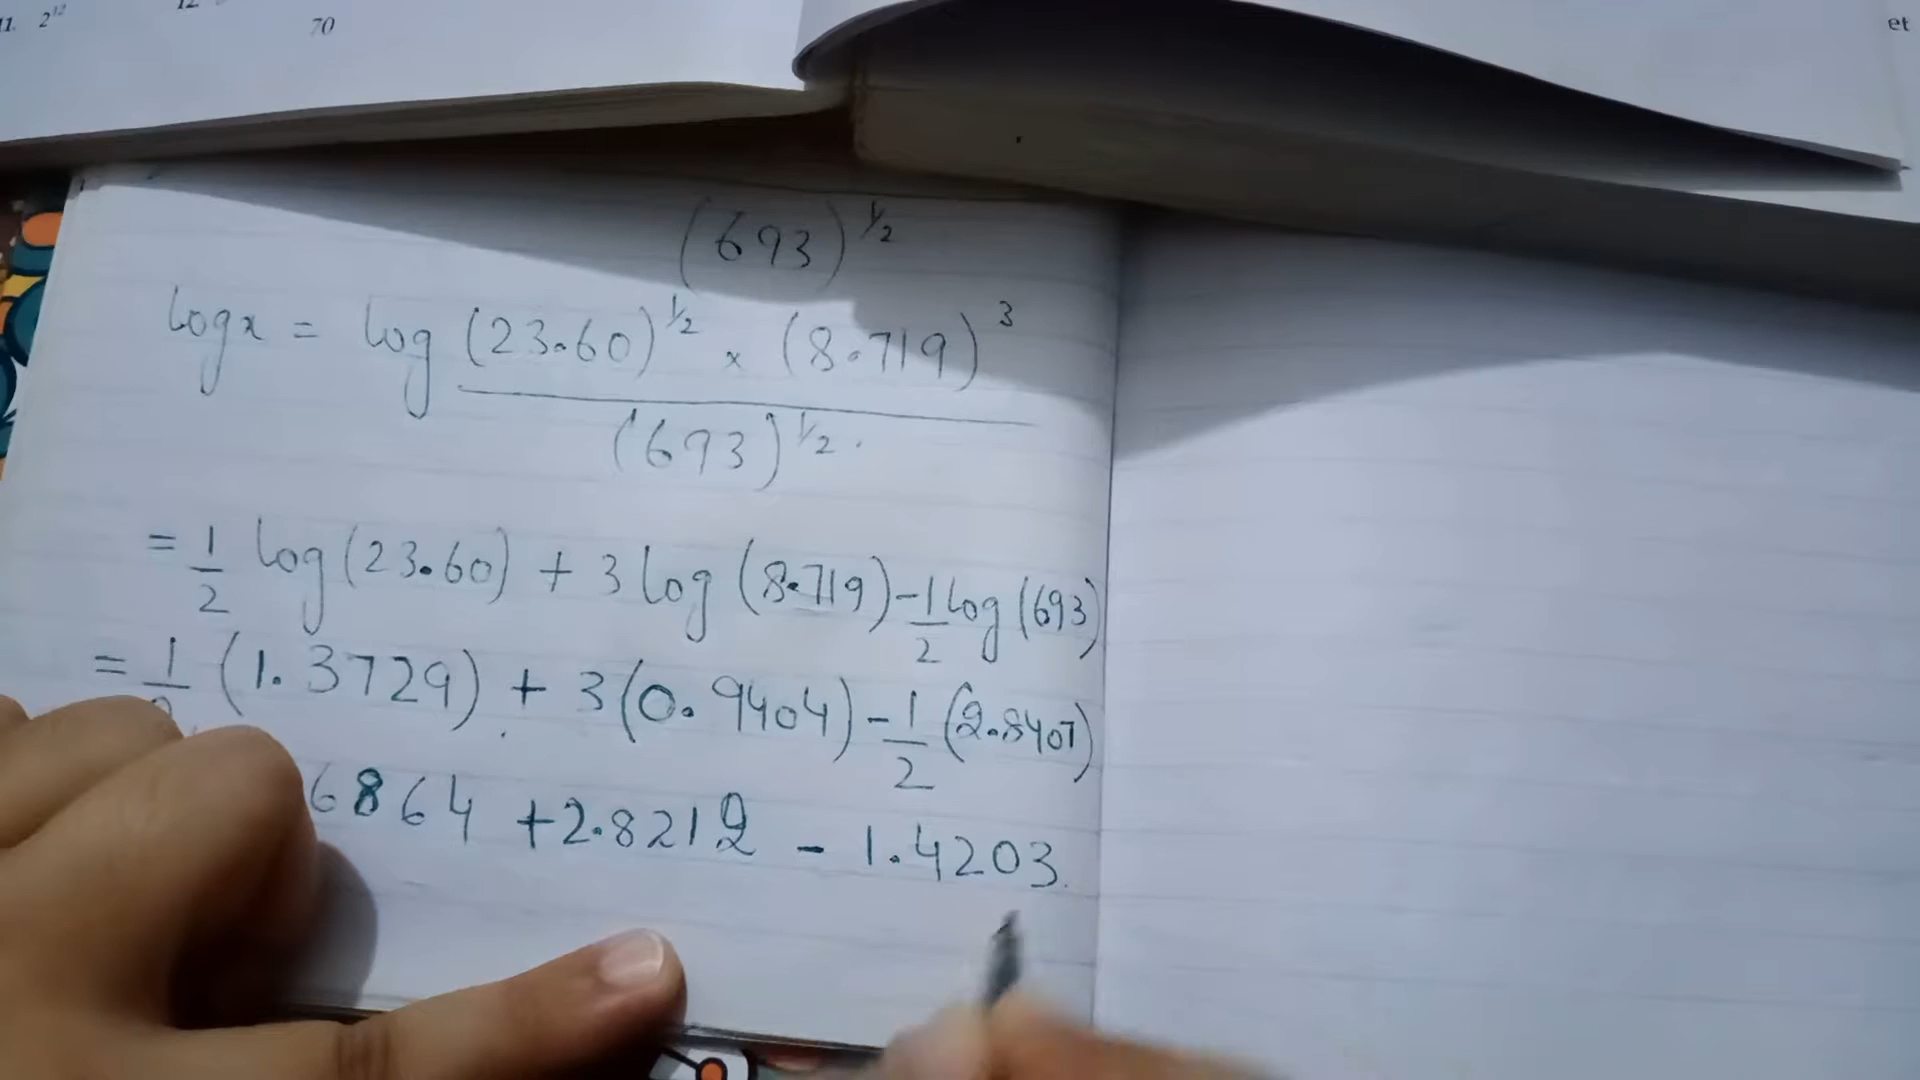 11. 2¹²
12
70
et
(693)^½
log x = log (23.60)^½ × (8.719)³
(693)^½.
= 1/2 log(23.60) + 3 log (8.719) - 1/2 log (693)
= 1 (1.3729) + 3(0.9404) - 1/2 (2.8407)
6864 + 2.8212 - 1.4203.